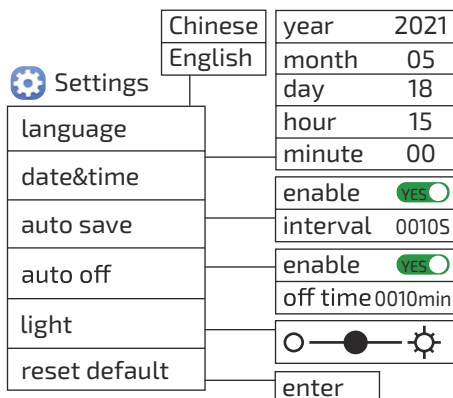 Chinese
English
Settings
language
date&time
auto save
auto off
light
reset default
year 2021
month 05
day 18
hour 15
minute 00
enable YES
interval 0010S
enable YES
off time 0010min
enter